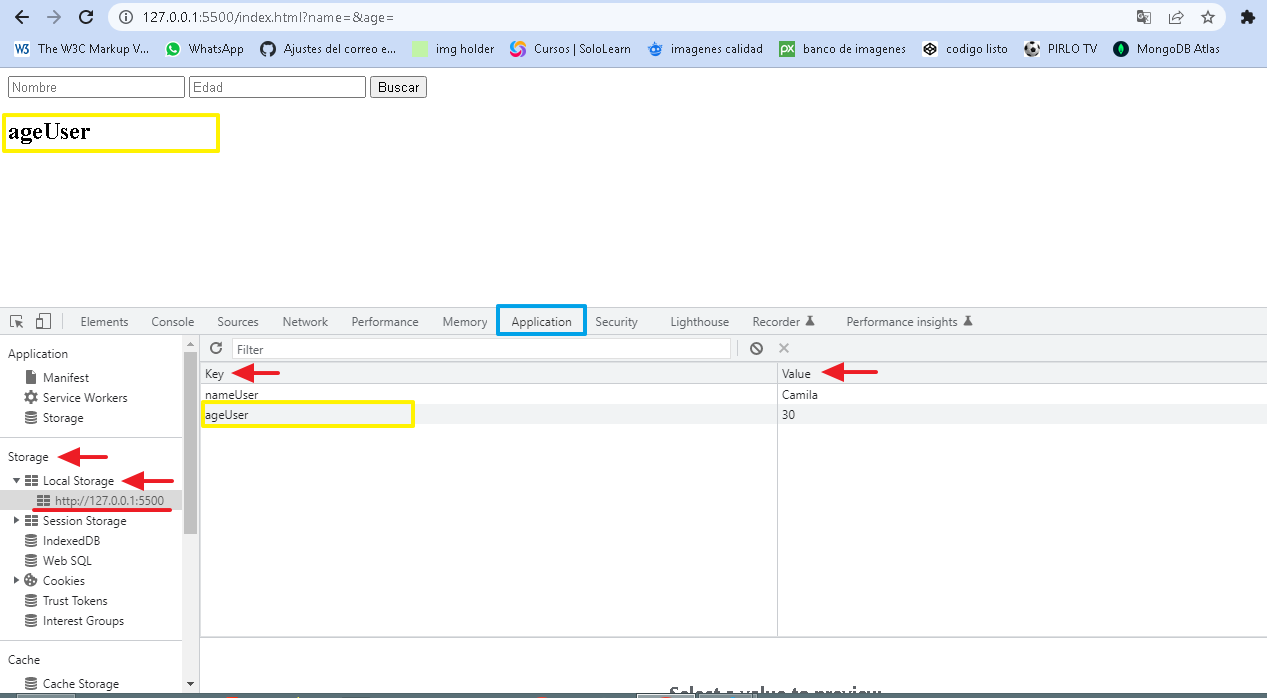 127.0.0.1:5500/index.html?name=&age=
The W3C Markup V... WhatsApp Ajustes del correo e... img holder Cursos | SoloLearn imagenes calidad banco de imagenes codigo listo PIRLO TV MongoDB Atlas
Nombre Edad Buscar
ageUser
Elements Console Sources Network Performance Memory Application Security Lighthouse Recorder Performance insights
Application
Filter
Manifest
Service Workers
Storage
Key Value
nameUser Camila
ageUser 30
Storage
Local Storage
http://127.0.0.1:5500
Session Storage
IndexedDB
Web SQL
Cookies
Trust Tokens
Interest Groups
Cache
Cache Storage
Select a value to preview